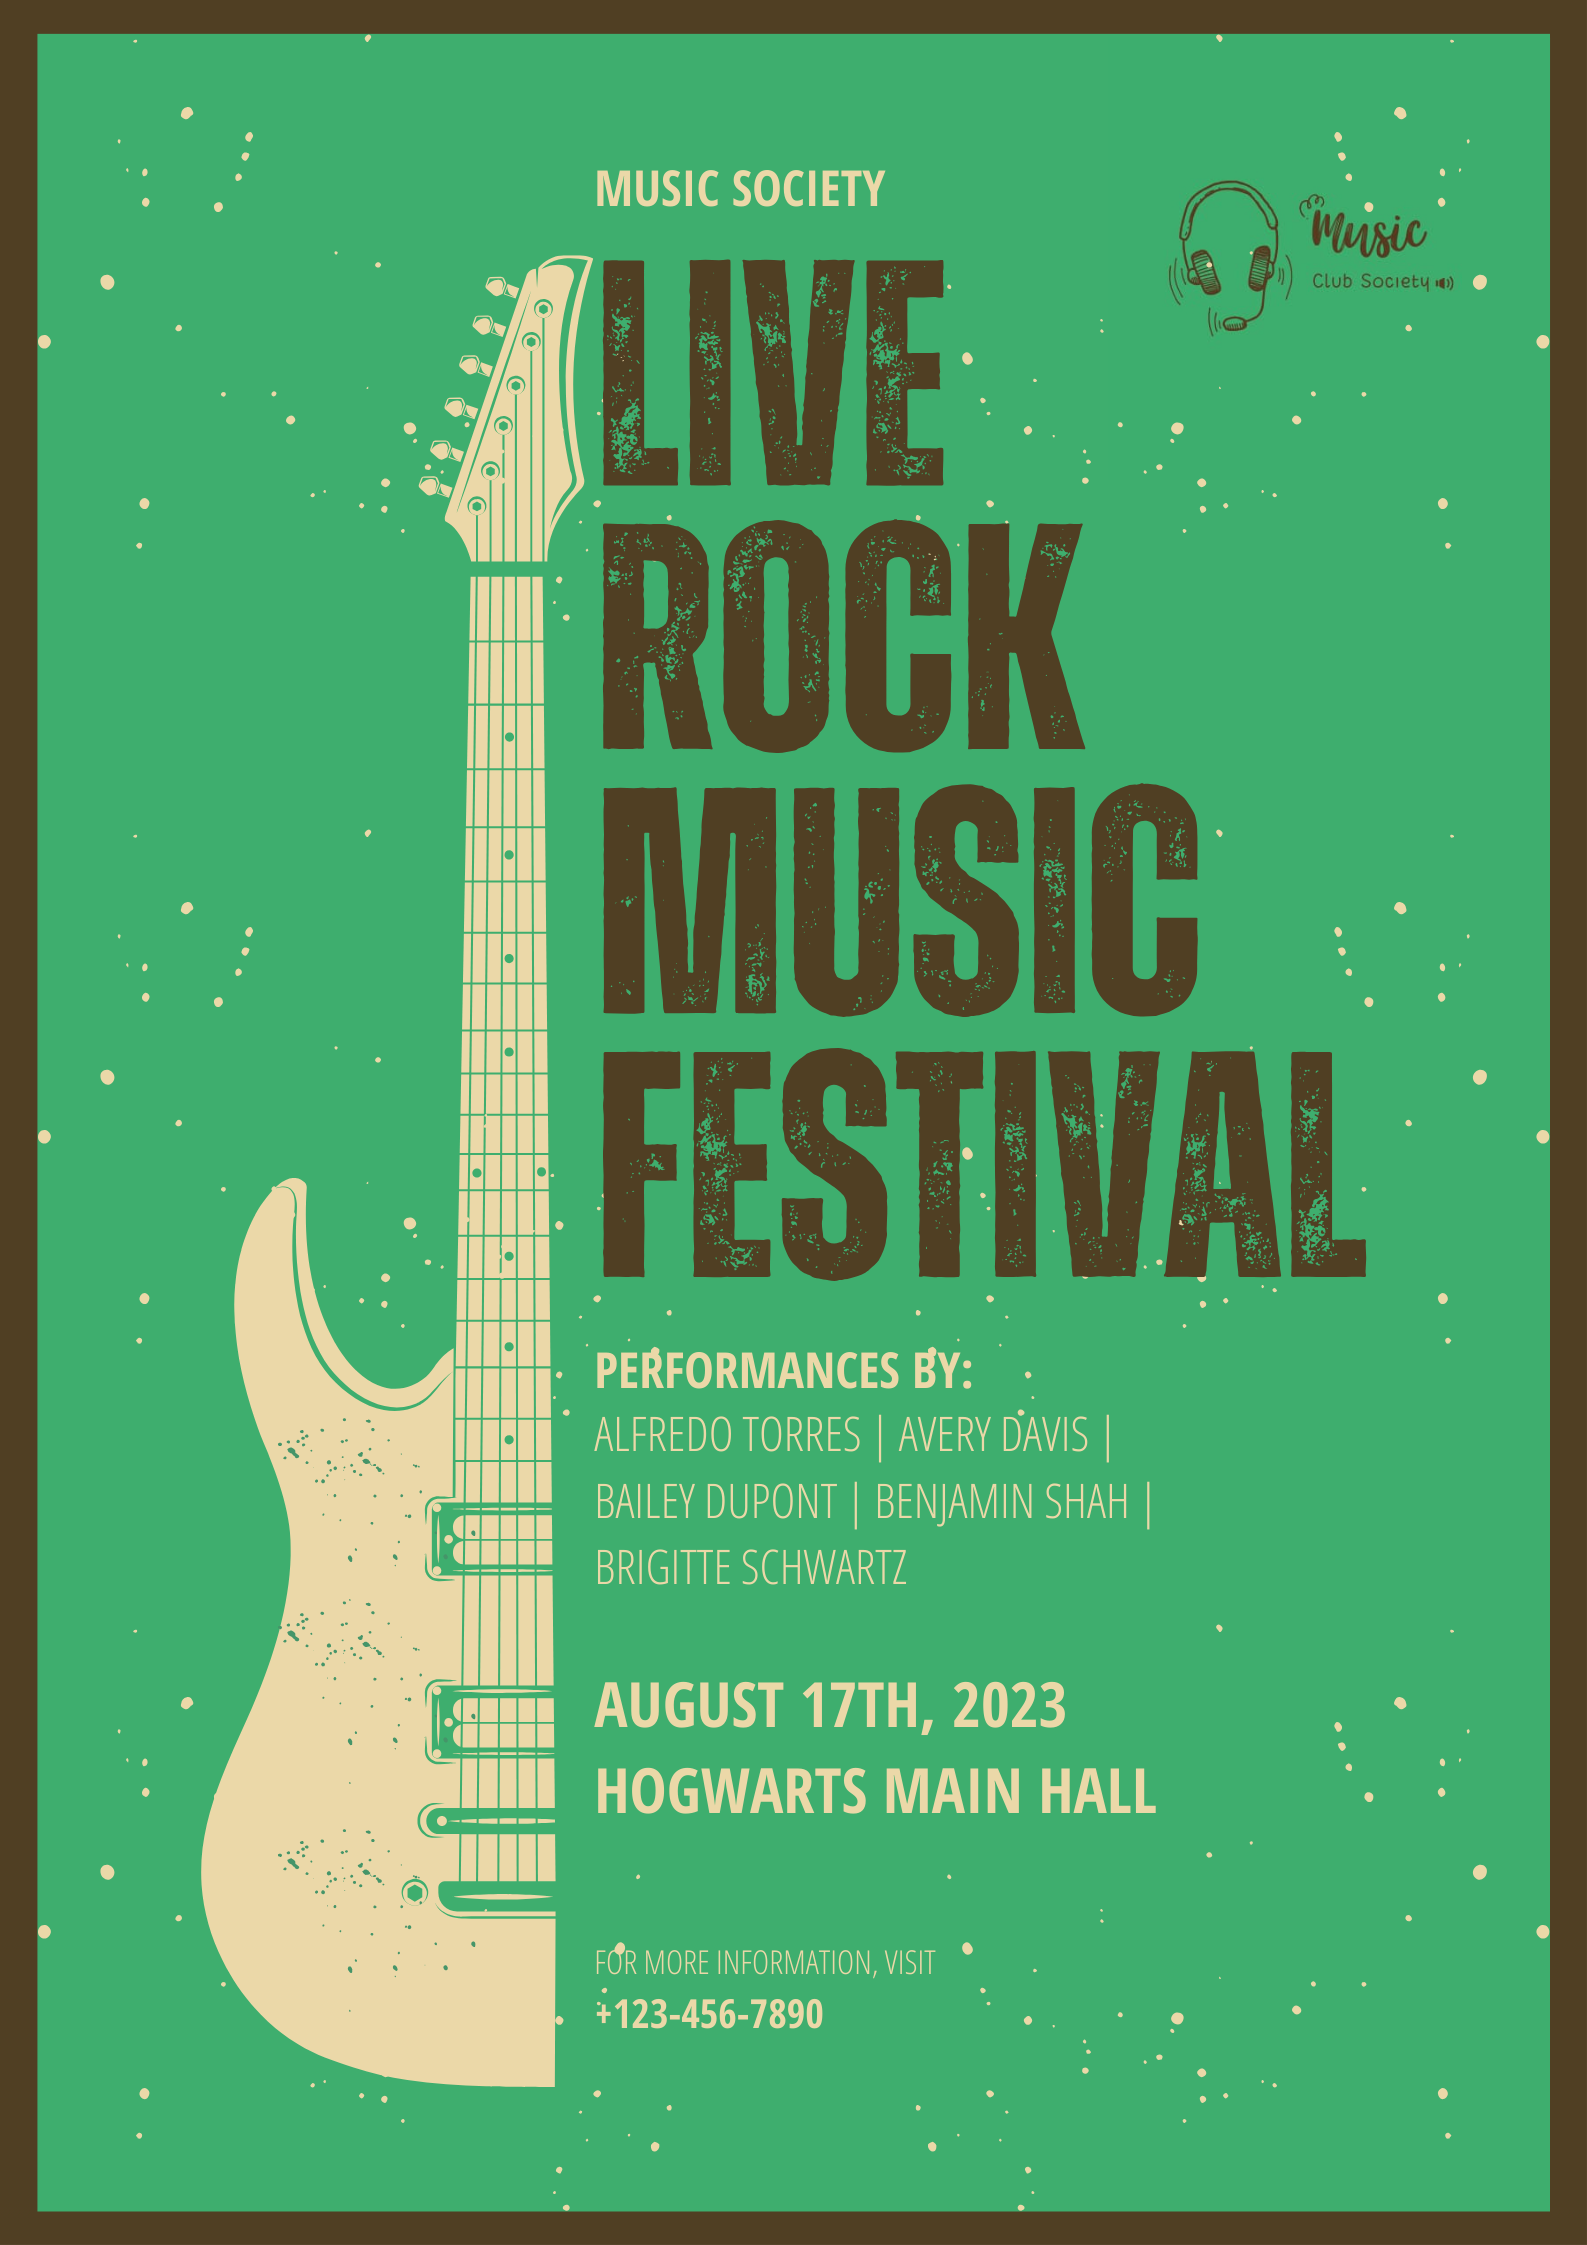 MUSIC SOCIETY
Music
Club Society
LIVE
ROCK
MUSIC
FESTIVAL
PERFORMANCES BY:
ALFREDO TORRES | AVERY DAVIS |
BAILEY DUPONT | BENJAMIN SHAH |
BRIGITTE SCHWARTZ
AUGUST 17TH, 2023
HOGWARTS MAIN HALL
FOR MORE INFORMATION, VISIT
+123-456-7890